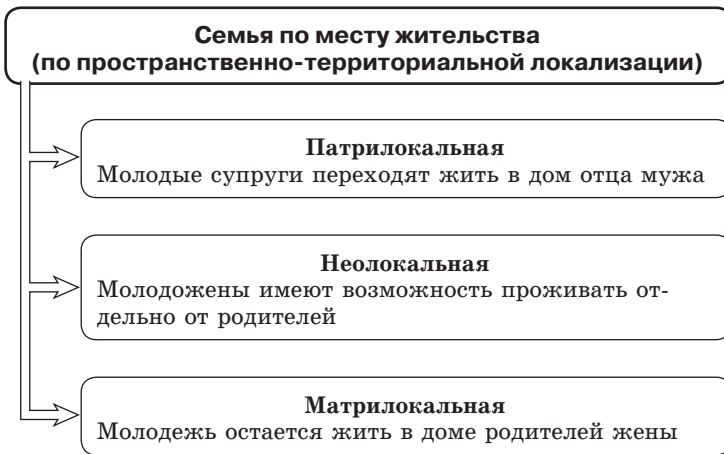 Семья по месту жительства
(по пространственно-территориальной локализации)
Патрилокальная
Молодые супруги переходят жить в дом отца мужа
Неолокальная
Молодожены имеют возможность проживать от-
дельно от родителей
Матрилокальная
Молодежь остается жить в доме родителей жены